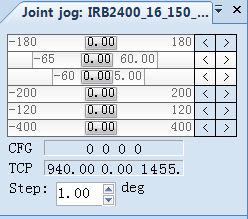 Joint jog: IRB2400_16_150_...
-180 0.00 180 < >
-65 0.00 60.00 < >
-60 0.00 5.00 < >
-200 0.00 200 < >
-120 0.00 120 < >
-400 0.00 400 < >
CFG 0 0 0 0
TCP 940.00 0.00 1455.
Step: 1.00 deg